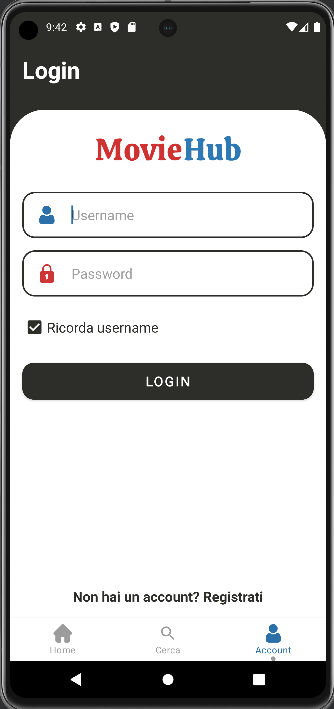 9:42
Login
MovieHub
Username
Password
Ricorda username
LOGIN
Non hai un account? Registrati
Home
Cerca
Account